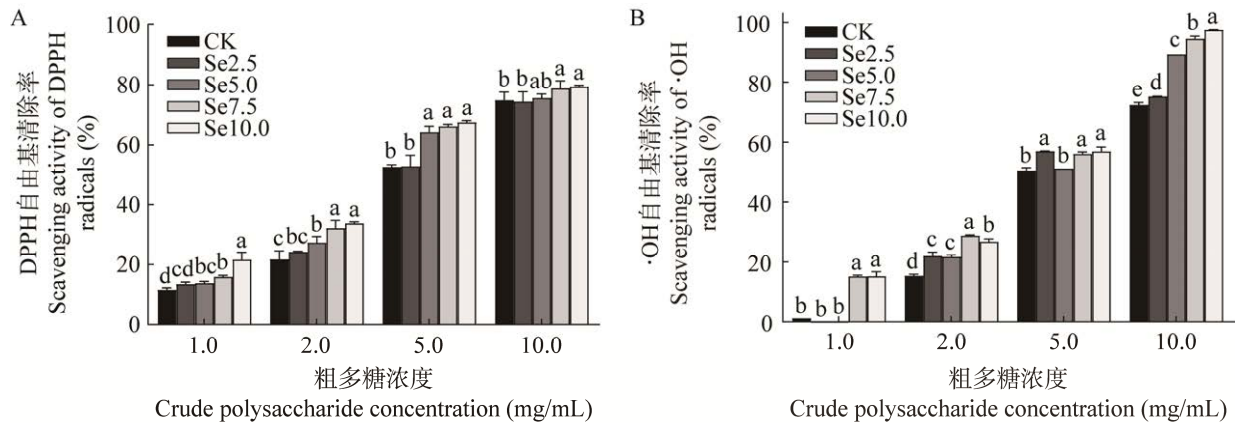 A
DPPH自由基清除率
Scavenging activity of DPPH
radicals (%)
100
80
60
40
20
0
CK
Se2.5
Se5.0
Se7.5
Se10.0
d cd bc b a
c bc b a a
b b a a a
b b ab a a
1.0 2.0 5.0 10.0
粗多糖浓度
Crude polysaccharide concentration (mg/mL)
B
·OH自由基清除率
Scavenging activity of ·OH
radicals (%)
100
80
60
40
20
0
CK
Se2.5
Se5.0
Se7.5
Se10.0
b b b a a
d c c a b
b a b a a
e d c b a
1.0 2.0 5.0 10.0
粗多糖浓度
Crude polysaccharide concentration (mg/mL)